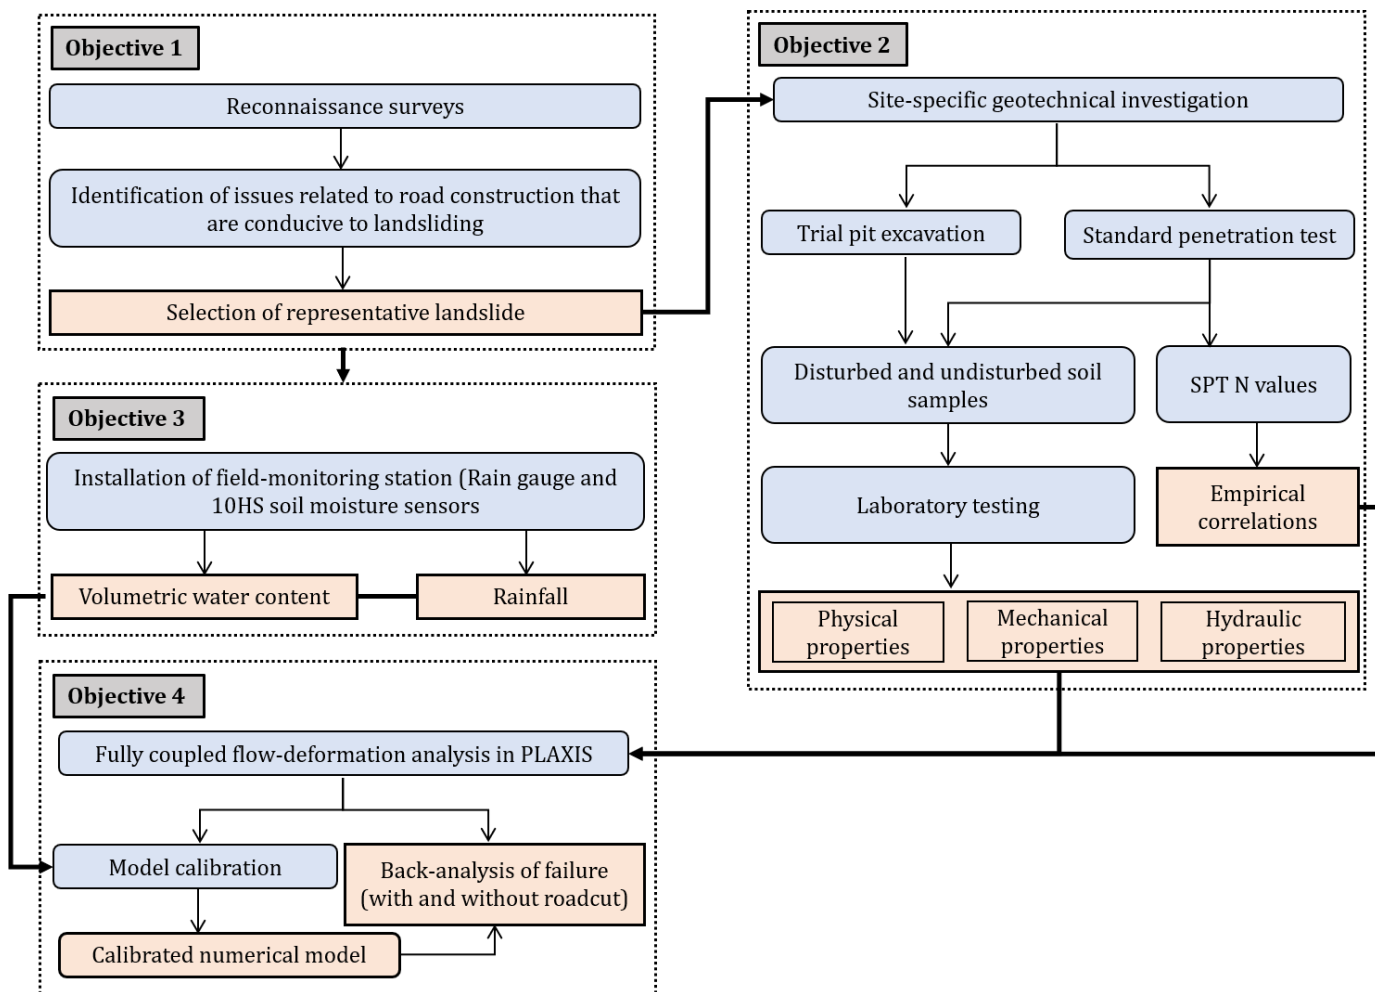 Objective 1
Reconnaissance surveys
Identification of issues related to road construction that
are conducive to landsliding
Selection of representative landslide
Objective 2
Site-specific geotechnical investigation
Trial pit excavation
Standard penetration test
Disturbed and undisturbed soil
samples
SPT N values
Laboratory testing
Empirical
correlations
Physical
properties
Mechanical
properties
Hydraulic
properties
Objective 3
Installation of field-monitoring station (Rain gauge and
10HS soil moisture sensors
Volumetric water content
Rainfall
Objective 4
Fully coupled flow-deformation analysis in PLAXIS
Model calibration
Back-analysis of failure
(with and without roadcut)
Calibrated numerical model